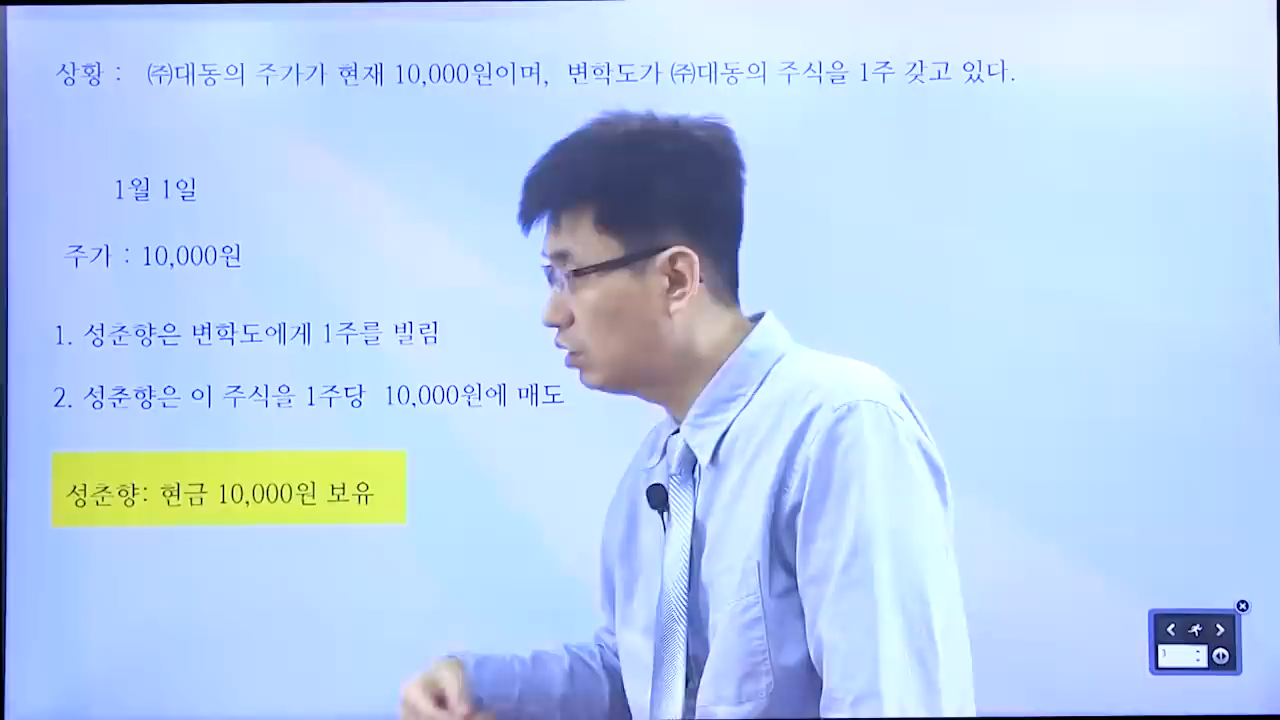 상황 :  ㈜대동의 주가가 현재 10,000원이며,  변학도가 ㈜대동의 주식을 1주 갖고 있다.
1월 1일
주가 : 10,000원
1. 성춘향은 변학도에게 1주를 빌림
2. 성춘향은 이 주식을 1주당  10,000원에 매도
성춘향: 현금 10,000원 보유
1